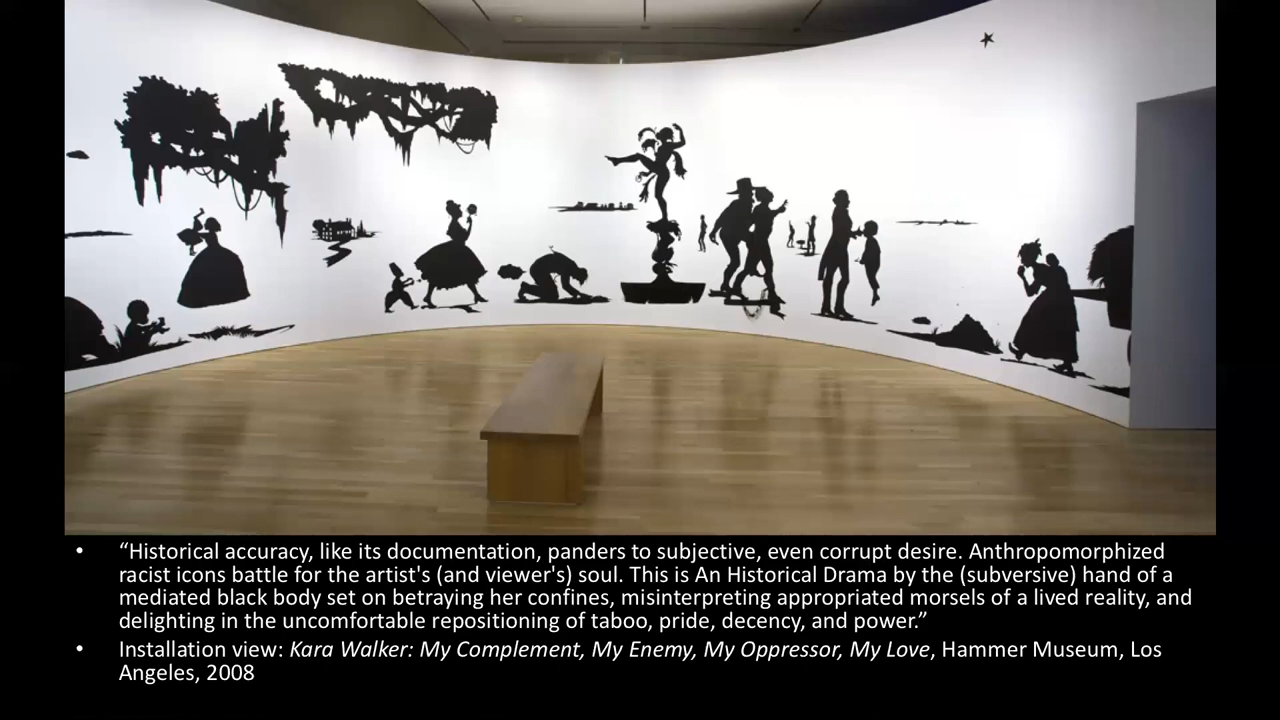 • “Historical accuracy, like its documentation, panders to subjective, even corrupt desire. Anthropomorphized
racist icons battle for the artist's (and viewer's) soul. This is An Historical Drama by the (subversive) hand of a
mediated black body set on betraying her confines, misinterpreting appropriated morsels of a lived reality, and
delighting in the uncomfortable repositioning of taboo, pride, decency, and power.”
• Installation view: Kara Walker: My Complement, My Enemy, My Oppressor, My Love, Hammer Museum, Los
Angeles, 2008